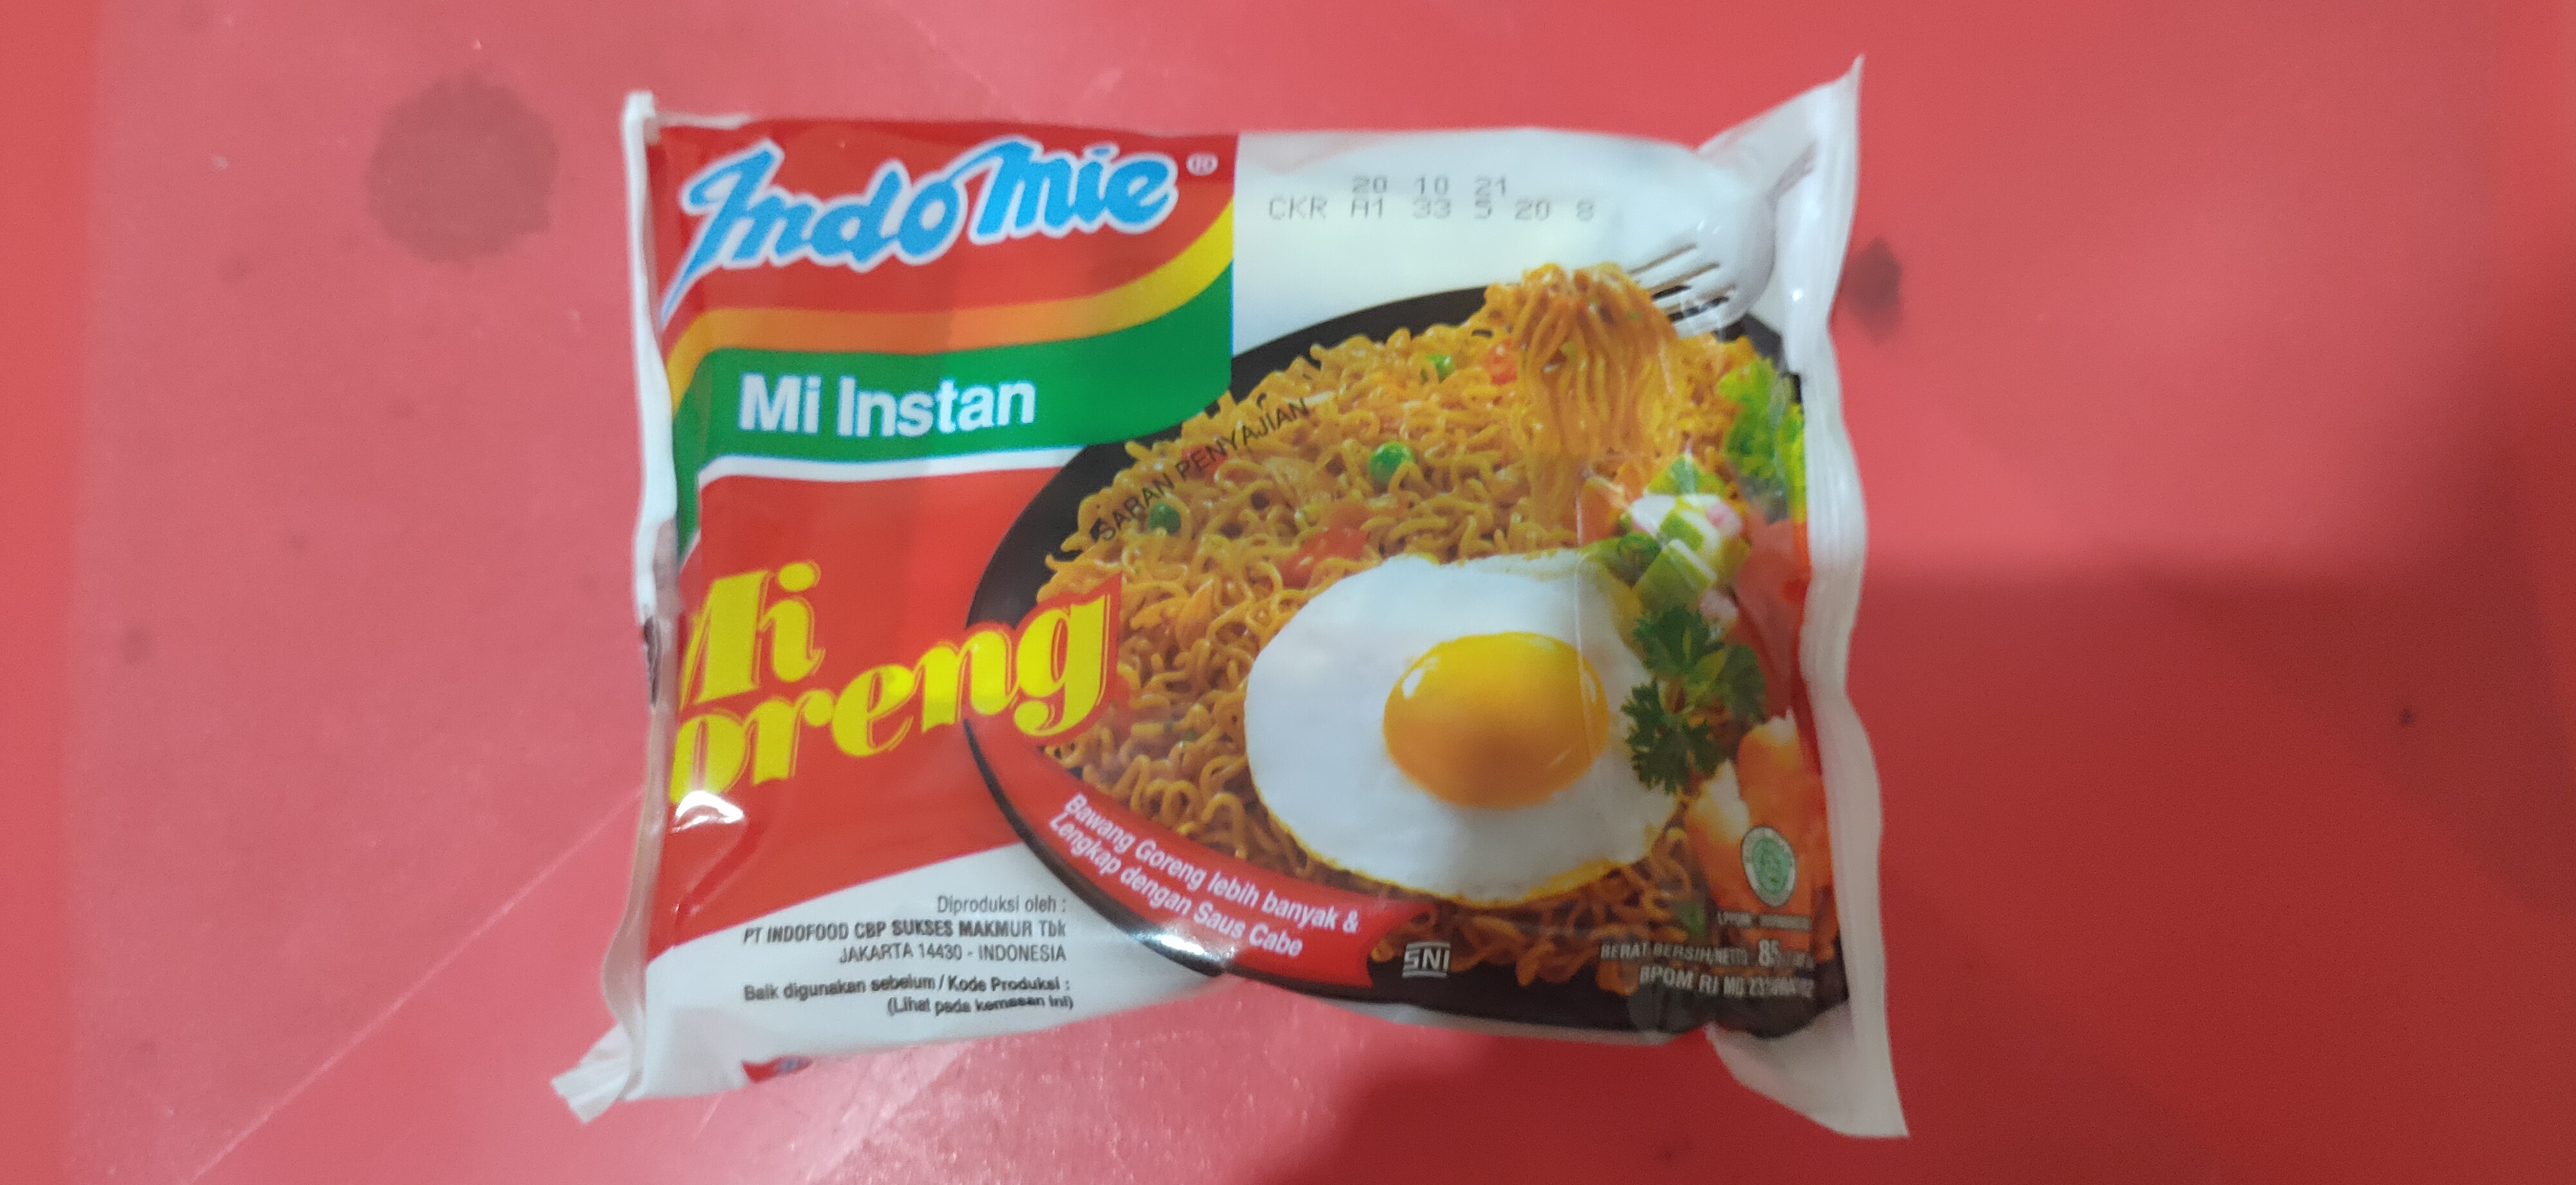 IndoMie®
20 10 21
CKR A1 33 5 20 8
Mi Instan
SARAN PENYAJIAN
Mi
oreng
Bawang Goreng lebih banyak &
Lengkap dengan Saus Cabe
Diproduksi oleh :
PT INDOFOOD CBP SUKSES MAKMUR Tbk
JAKARTA 14430 - INDONESIA
Baik digunakan sebelum / Kode Produksi :
(Lihat pada kemasan ini)
SNI
BERAT BERSIH/NETTO 85
BPOM RI MD